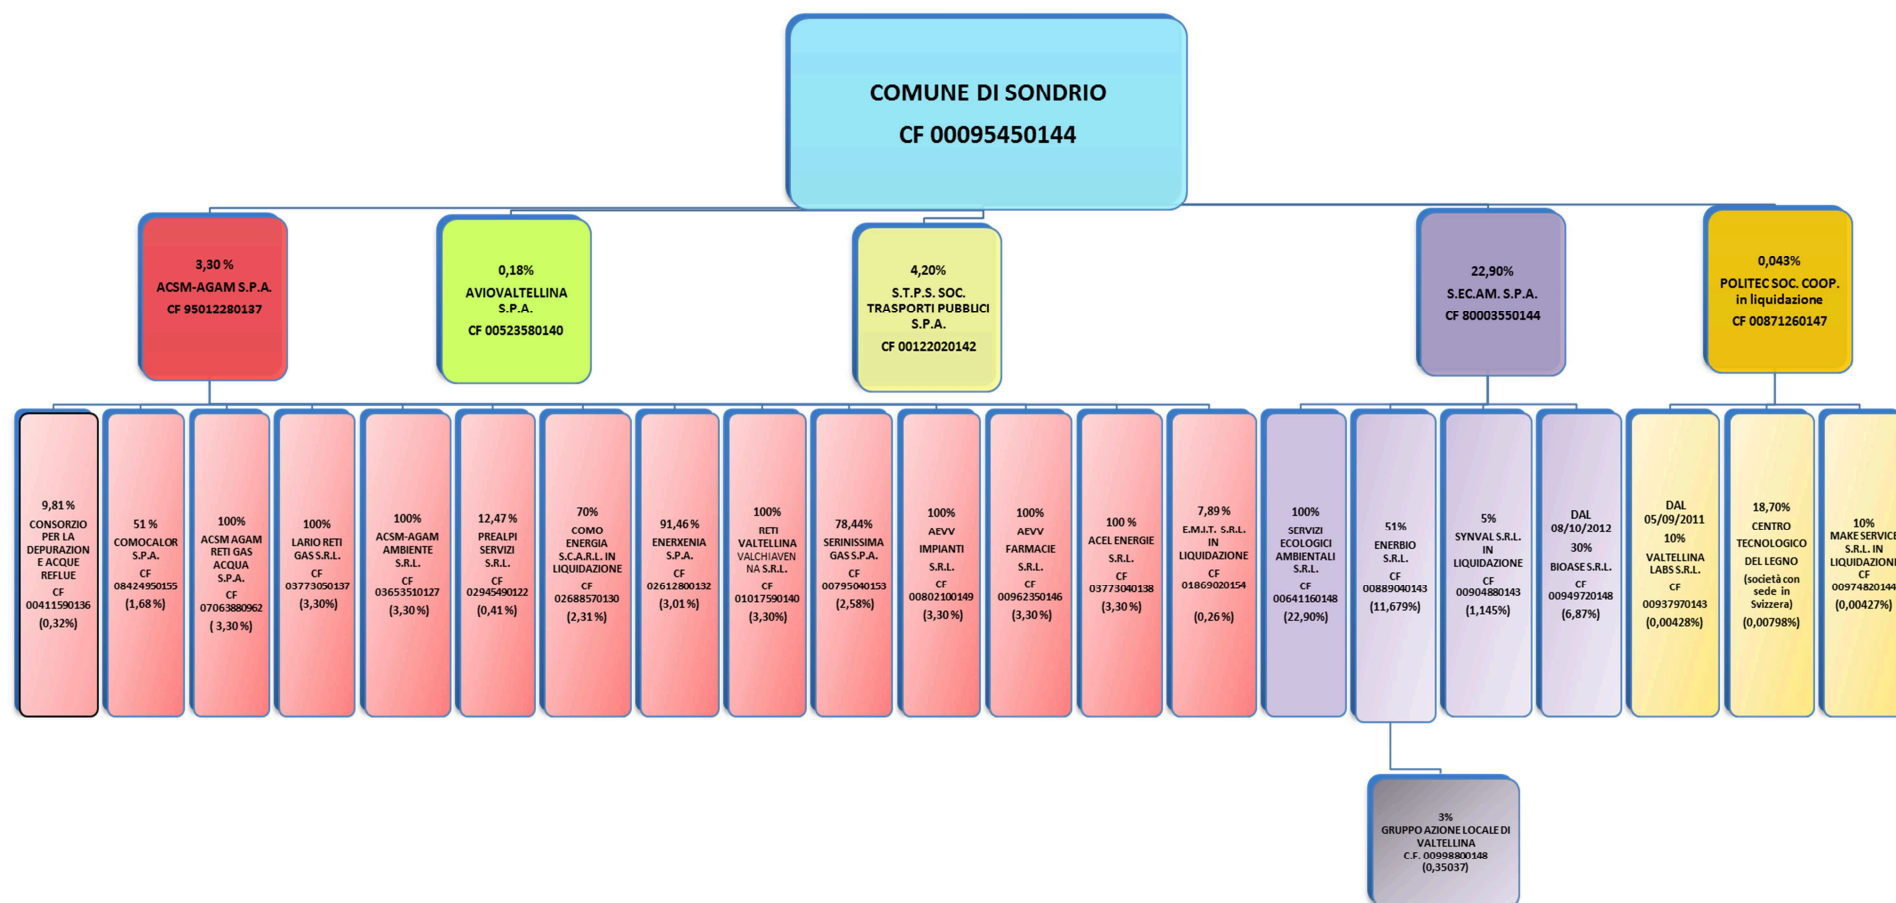 COMUNE DI SONDRIO
CF 00095450144
3,30 %
ACSM-AGAM S.P.A.
CF 95012280137
0,18%
AVIOVALTELLINA
S.P.A.
CF 00523580140
4,20%
S.T.P.S. SOC.
TRASPORTI PUBBLICI
S.P.A.
CF 00122020142
22,90%
S.EC.AM. S.P.A.
CF 80003550144
0,043%
POLITEC SOC. COOP.
in liquidazione
CF 00871260147
9,81 %
CONSORZIO
PER LA
DEPURAZION
E ACQUE
REFLUE
CF
00411590136
(0,32%)
51 %
COMOCALOR
S.P.A.
CF
08424950155
(1,68 %)
100%
ACSM AGAM
RETI GAS
ACQUA
S.P.A.
CF
07063880962
( 3,30 %)
100%
LARIO RETI
GAS S.R.L.
CF
03773050137
(3,30%)
100%
ACSM-AGAM
AMBIENTE
S.R.L.
CF
03653510127
(3,30 %)
12,47 %
PREALPI
SERVIZI
S.R.L.
CF
02945490122
(0,41 %)
70%
COMO
ENERGIA
S.C.A.R.L. IN
LIQUIDAZIONE
CF
02688570130
(2,31 %)
91,46 %
ENERXENIA
S.P.A.
CF
02612800132
(3,01 %)
100%
RETI
VALTELLINA
VALCHIAVEN
NA S.R.L.
CF
01017590140
(3,30%)
78,44%
SERINISSIMA
GAS S.P.A.
CF
00795040153
(2,58%)
100%
AEVV
IMPIANTI
S.R.L.
CF
00802100149
(3,30 %)
100%
AEVV
FARMACIE
S.R.L.
CF
00962350146
(3,30 %)
100 %
ACEL ENERGIE
S.R.L.
CF
03773040138
(3,30 %)
7,89 %
E.M.I.T. S.R.L.
IN
LIQUIDAZIONE
CF
01869020154
(0,26 %)
100%
SERVIZI
ECOLOGICI
AMBIENTALI
S.R.L.
CF
00641160148
(22,90%)
51%
ENERBIO
S.R.L.
CF
00889040143
(11,679%)
5%
SYNVAL S.R.L.
IN
LIQUIDAZIONE
CF
00904880143
(1,145%)
DAL
08/10/2012
30%
BIOASE S.R.L.
CF
00949720148
(6,87%)
DAL
05/09/2011
10%
VALTELLINA
LABS S.R.L.
CF
00937970143
(0,00428%)
18,70%
CENTRO
TECNOLOGICO
DEL LEGNO
(società con
sede in
Svizzera)
(0,00798%)
10%
MAKE SERVICE
S.R.L. IN
LIQUIDAZIONE
CF
00974820144
(0,00427%)
3%
GRUPPO AZIONE LOCALE DI
VALTELLINA
C.F. 00998800148
(0,35037)